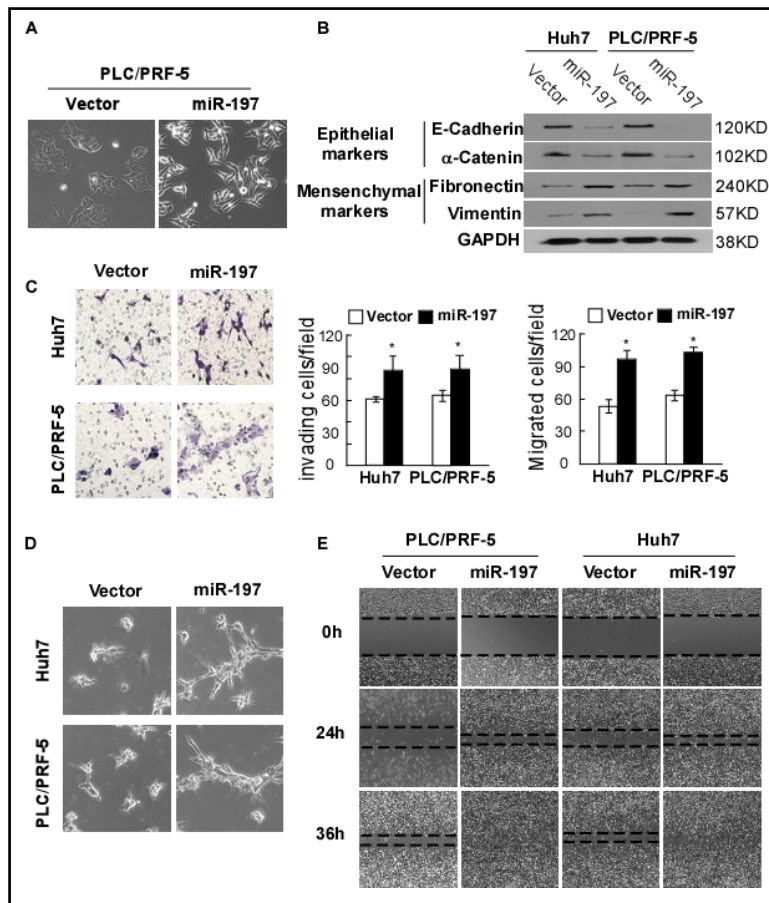 A
PLC/PRF-5
Vector miR-197
B
Huh7 PLC/PRF-5
Vector miR-197 Vector miR-197
Epithelial markers
E-Cadherin 120KD
α-Catenin 102KD
Mensenchymal markers
Fibronectin 240KD
Vimentin 57KD
GAPDH 38KD
C
Vector miR-197
Huh7
PLC/PRF-5
Vector miR-197
invading cells/field
120
90
60
30
0
* *
Huh7 PLC/PRF-5
Vector miR-197
Migrated cells/field
120
90
60
30
0
* *
Huh7 PLC/PRF-5
D
Vector miR-197
Huh7
PLC/PRF-5
E
PLC/PRF-5 Huh7
Vector miR-197 Vector miR-197
0h
24h
36h